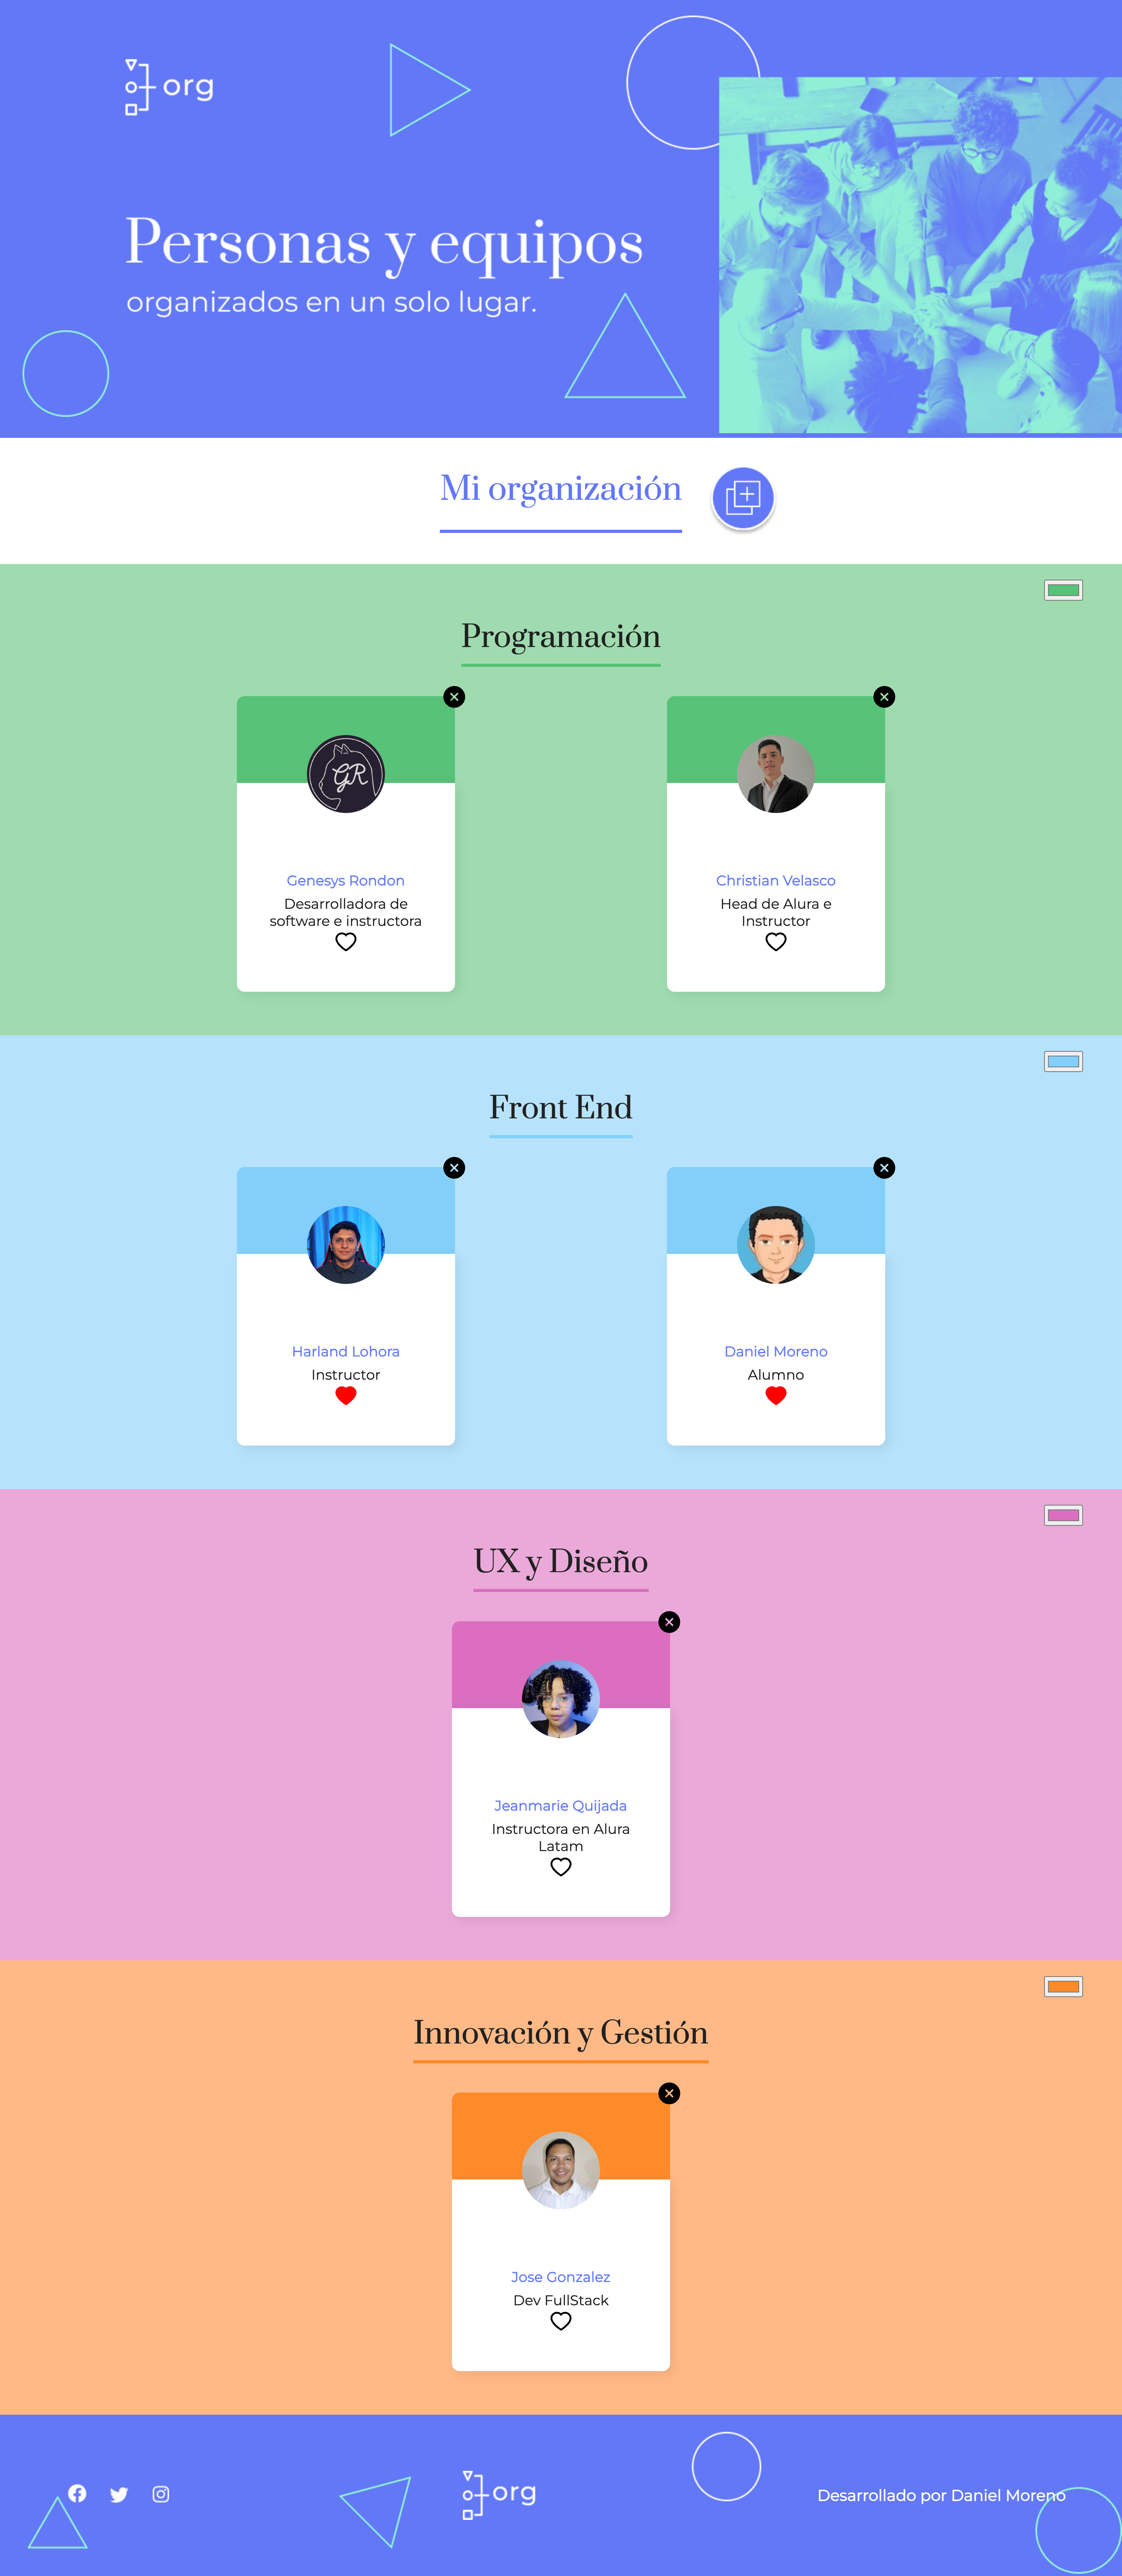 org
Personas y equipos
organizados en un solo lugar.
Mi organización
Programación
GR
Genesys Rondon
Desarrolladora de
software e instructora
Christian Velasco
Head de Alura e
Instructor
Front End
Harland Lohora
Instructor
Daniel Moreno
Alumno
UX y Diseño
Jeanmarie Quijada
Instructora en Alura
Latam
Innovación y Gestión
Jose Gonzalez
Dev FullStack
org
Desarrollado por Daniel Moreno